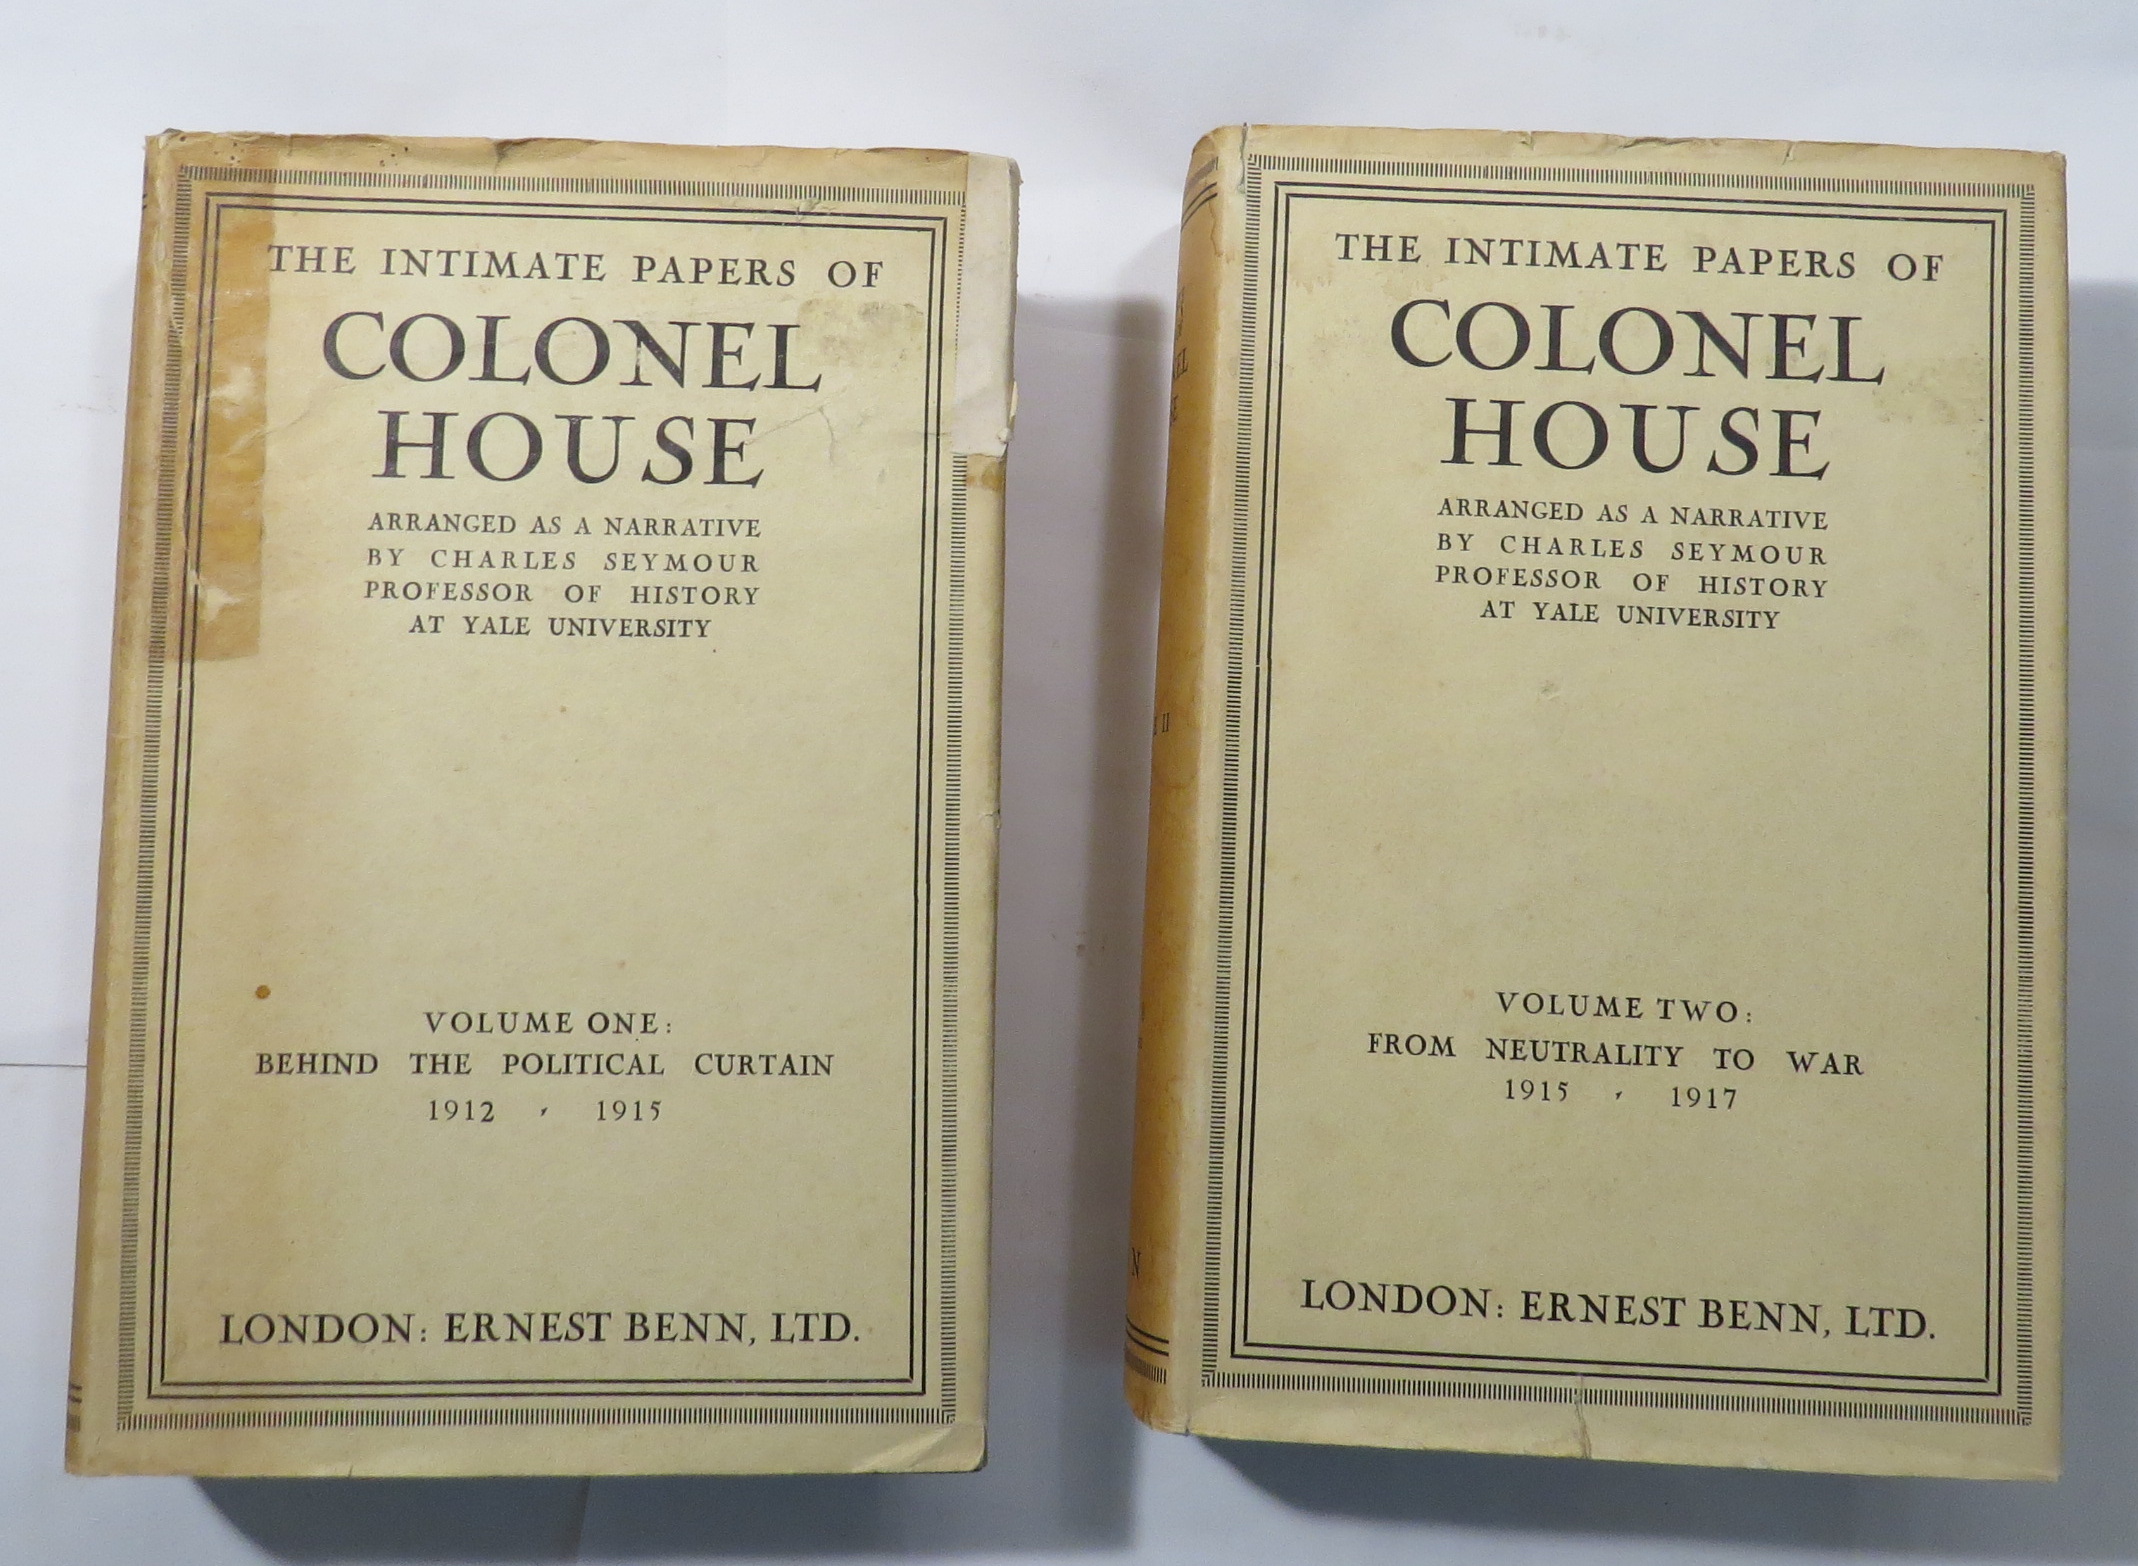 THE INTIMATE PAPERS OF
COLONEL
HOUSE
ARRANGED AS A NARRATIVE
BY CHARLES SEYMOUR
PROFESSOR OF HISTORY
AT YALE UNIVERSITY
VOLUME ONE:
BEHIND THE POLITICAL CURTAIN
1912 - 1915
LONDON: ERNEST BENN, LTD.
THE INTIMATE PAPERS OF
COLONEL
HOUSE
ARRANGED AS A NARRATIVE
BY CHARLES SEYMOUR
PROFESSOR OF HISTORY
AT YALE UNIVERSITY
VOLUME TWO:
FROM NEUTRALITY TO WAR
1915 - 1917
LONDON: ERNEST BENN, LTD.
II